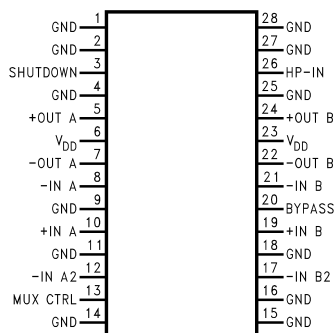 GND 1 28 GND
GND 2 27 GND
SHUTDOWN 3 26 HP-IN
GND 4 25 GND
+OUT A 5 24 +OUT B
VDD 6 23 VDD
-OUT A 7 22 -OUT B
-IN A 8 21 -IN B
GND 9 20 BYPASS
+IN A 10 19 +IN B
GND 11 18 GND
-IN A2 12 17 -IN B2
MUX CTRL 13 16 GND
GND 14 15 GND